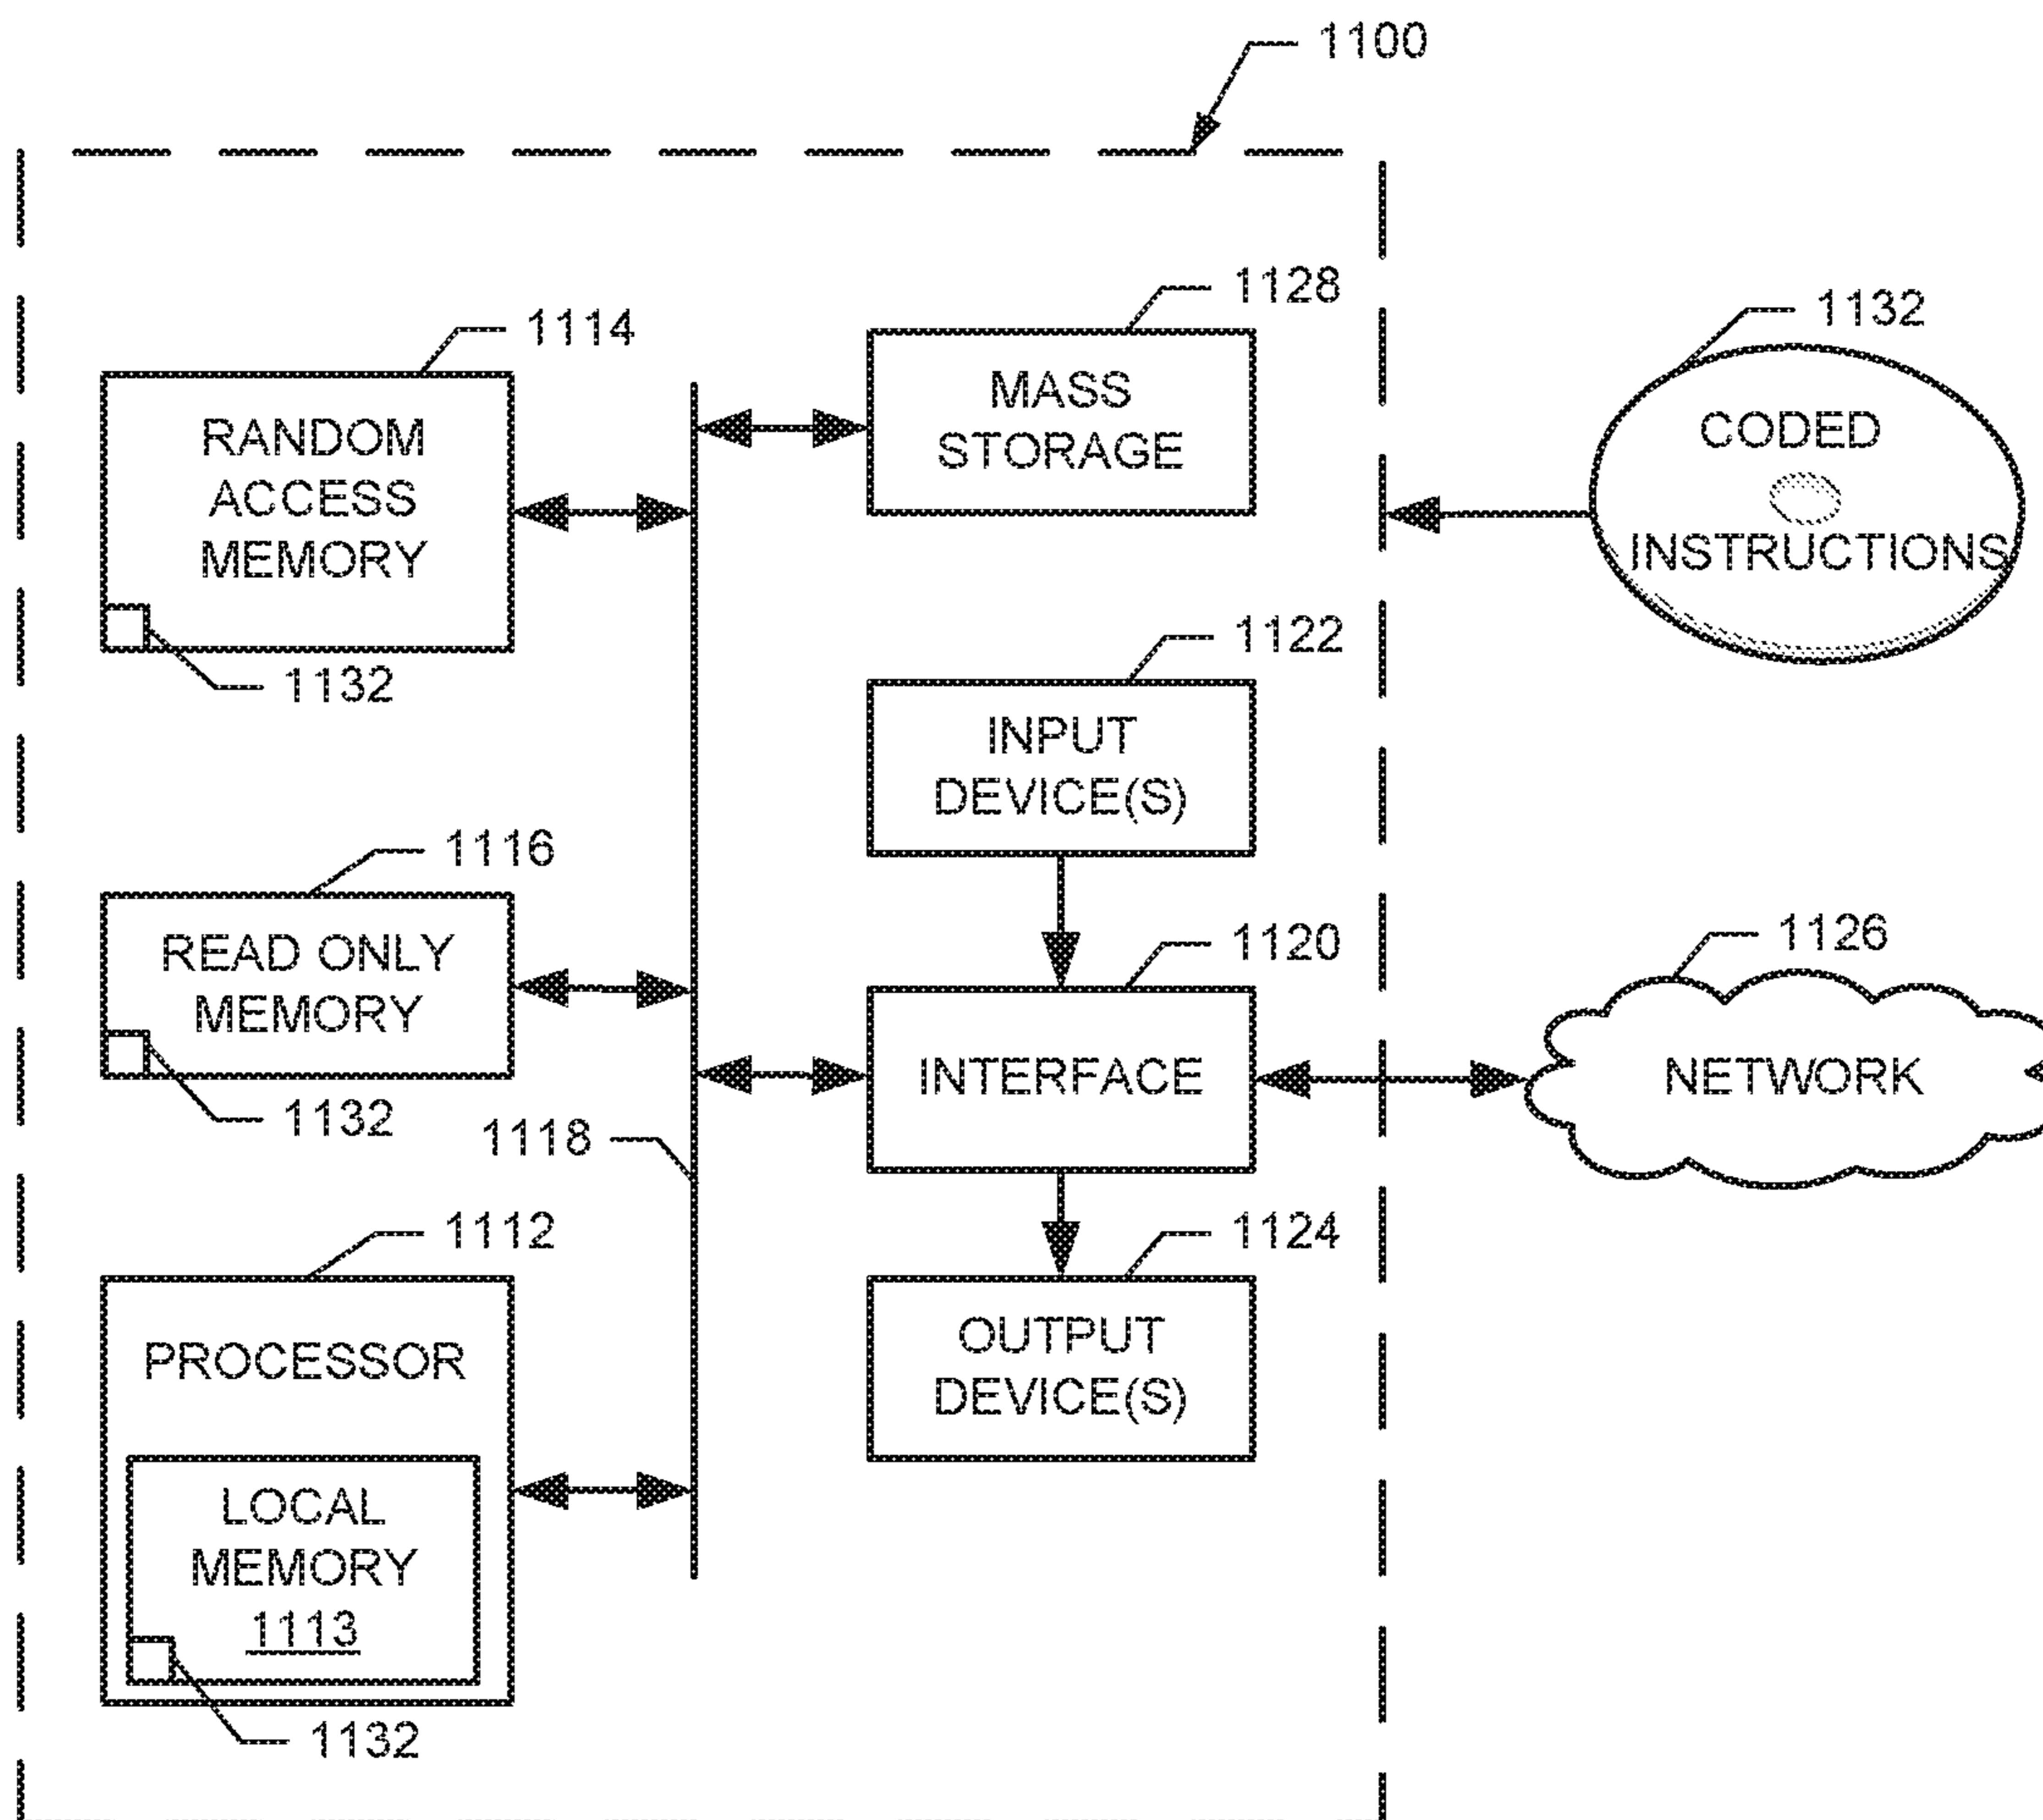 1100
1128
1114
1132
MASS
STORAGE
RANDOM
ACCESS
MEMORY
CODED
INSTRUCTIONS
1132
1122
INPUT
DEVICE(S)
1116
READ ONLY
MEMORY
1132
1120
1126
INTERFACE
NETWORK
1118
1112
1124
PROCESSOR
OUTPUT
DEVICE(S)
LOCAL
MEMORY
1113
1132